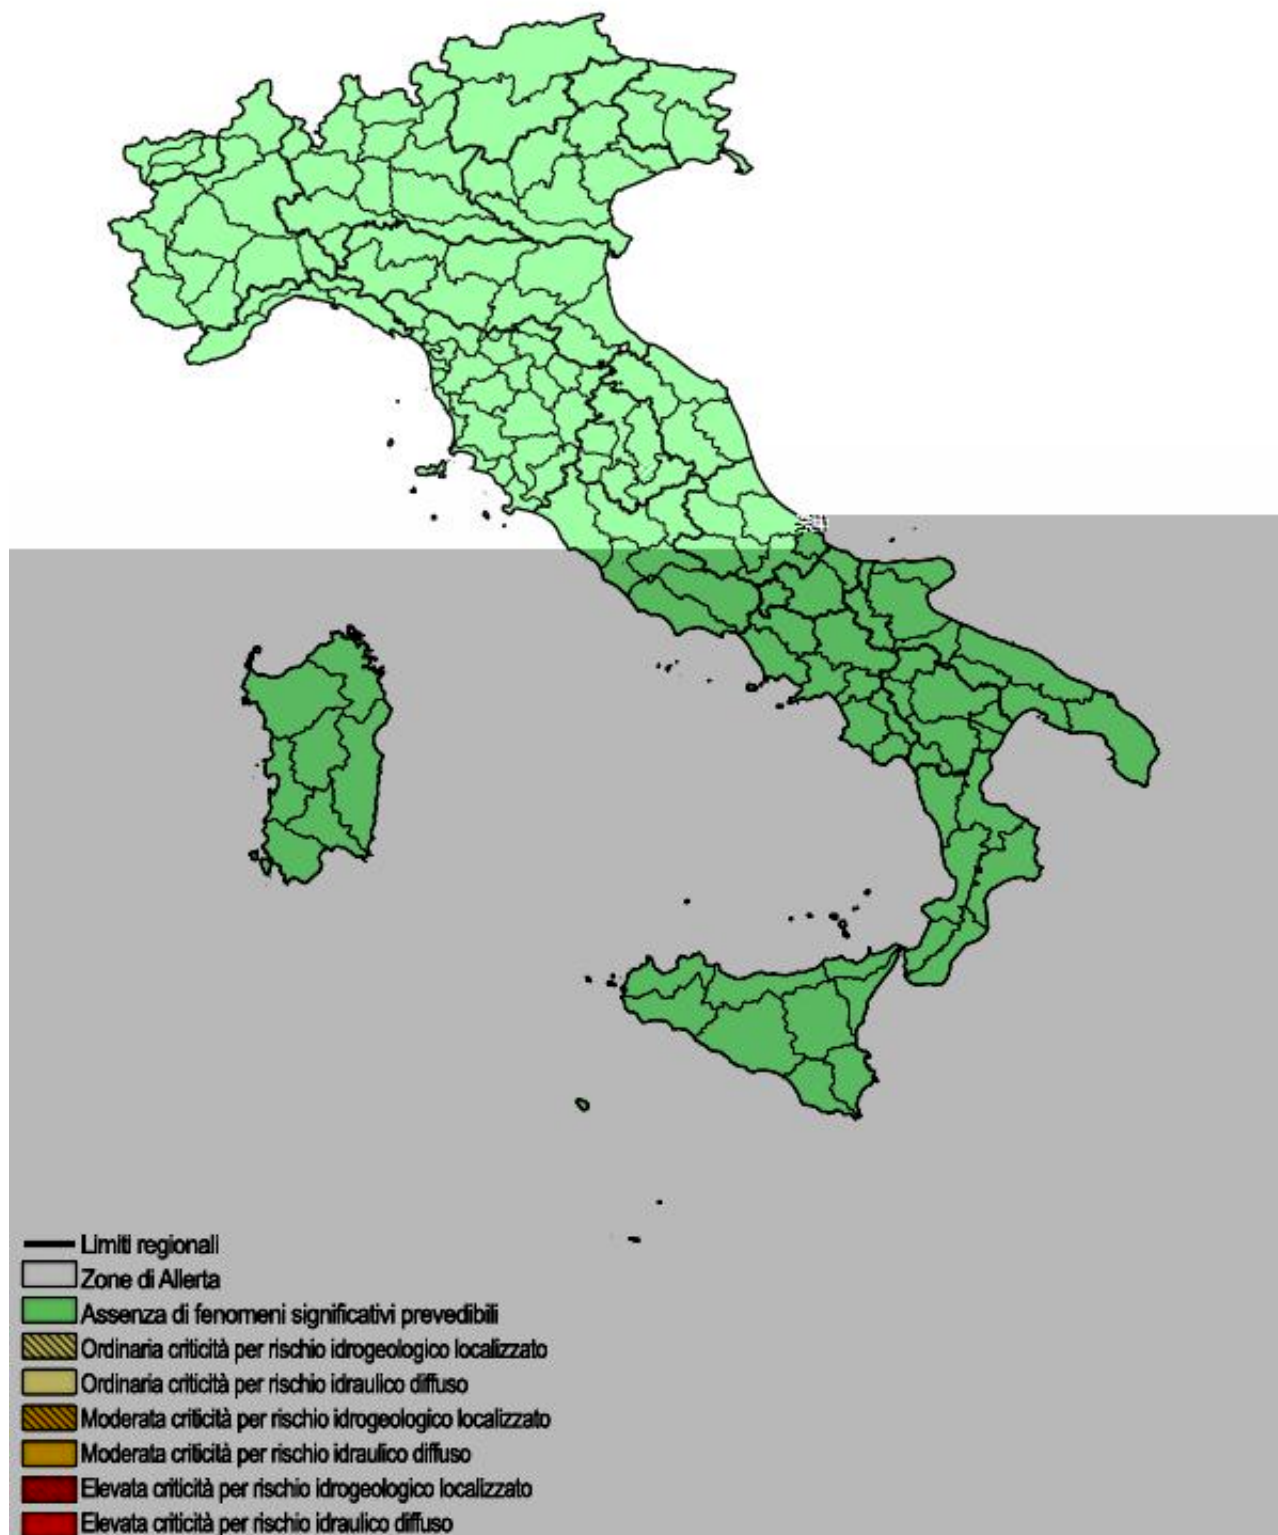 Limiti regionali
Zone di Allerta
Assenza di fenomeni significativi prevedibili
Ordinaria criticità per rischio idrogeologico localizzato
Ordinaria criticità per rischio idraulico diffuso
Moderata criticità per rischio idrogeologico localizzato
Moderata criticità per rischio idraulico diffuso
Elevata criticità per rischio idrogeologico localizzato
Elevata criticità per rischio idraulico diffuso